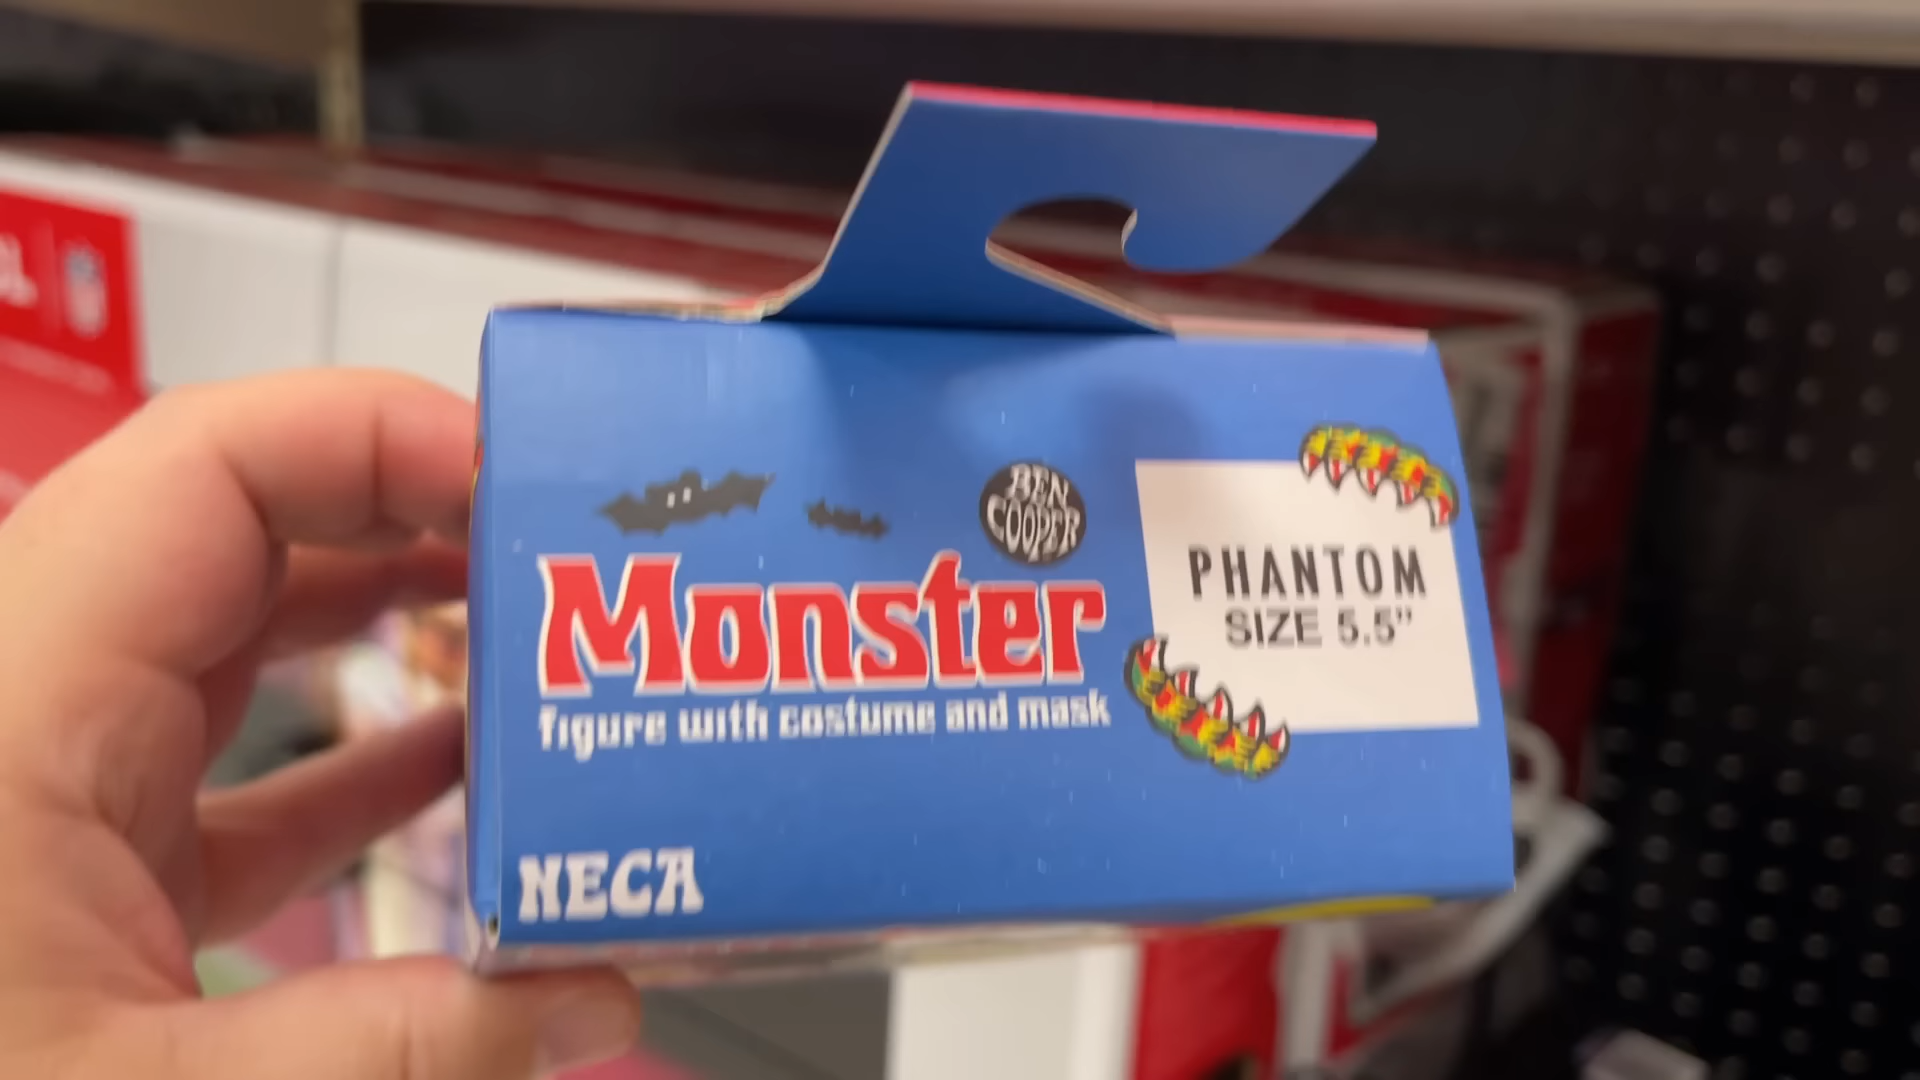 BEN
COOPER
Monster
figure with costume and mask
PHANTOM
SIZE 5.5"
NECA